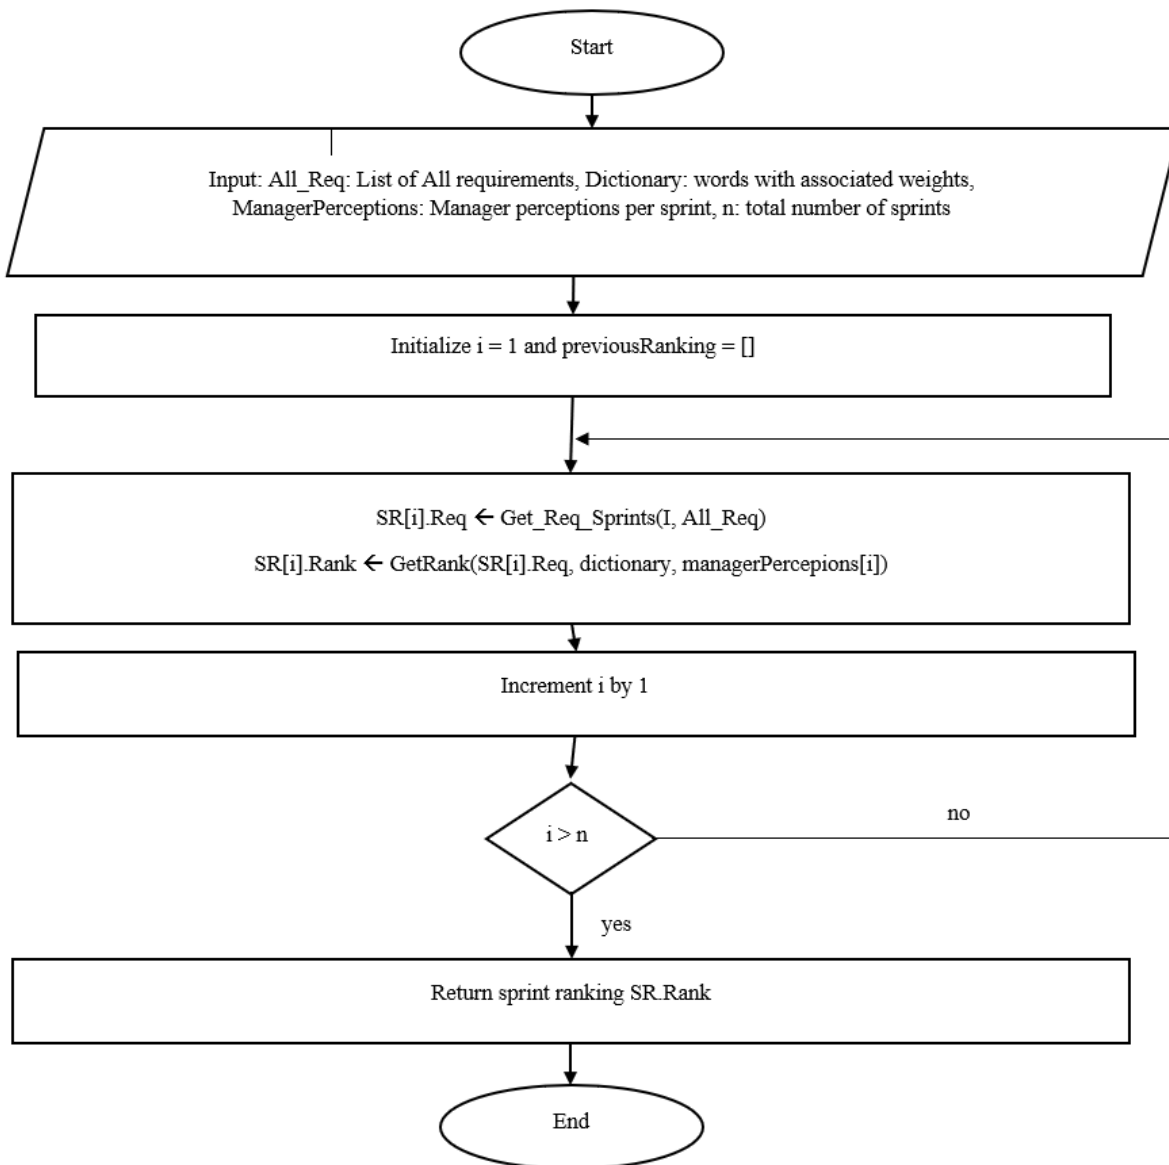 Start
Input: All_Req: List of All requirements, Dictionary: words with associated weights,
ManagerPerceptions: Manager perceptions per sprint, n: total number of sprints
Initialize i = 1 and previousRanking = []
SR[i].Req ← Get_Req_Sprints(I, All_Req)
SR[i].Rank ← GetRank(SR[i].Req, dictionary, managerPercepions[i])
Increment i by 1
i > n
no
yes
Return sprint ranking SR.Rank
End